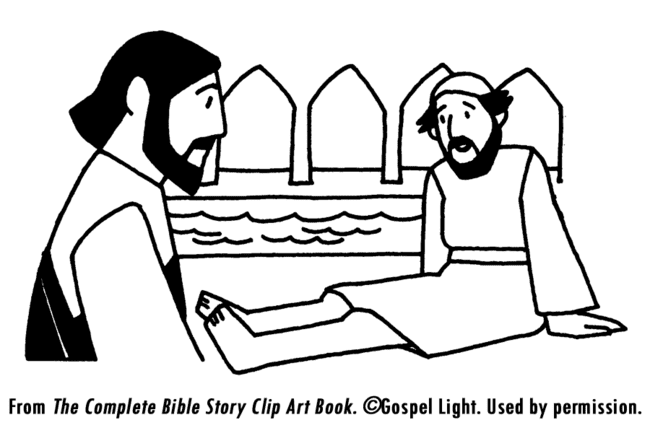 From The Complete Bible Story Clip Art Book. ©Gospel Light. Used by permission.